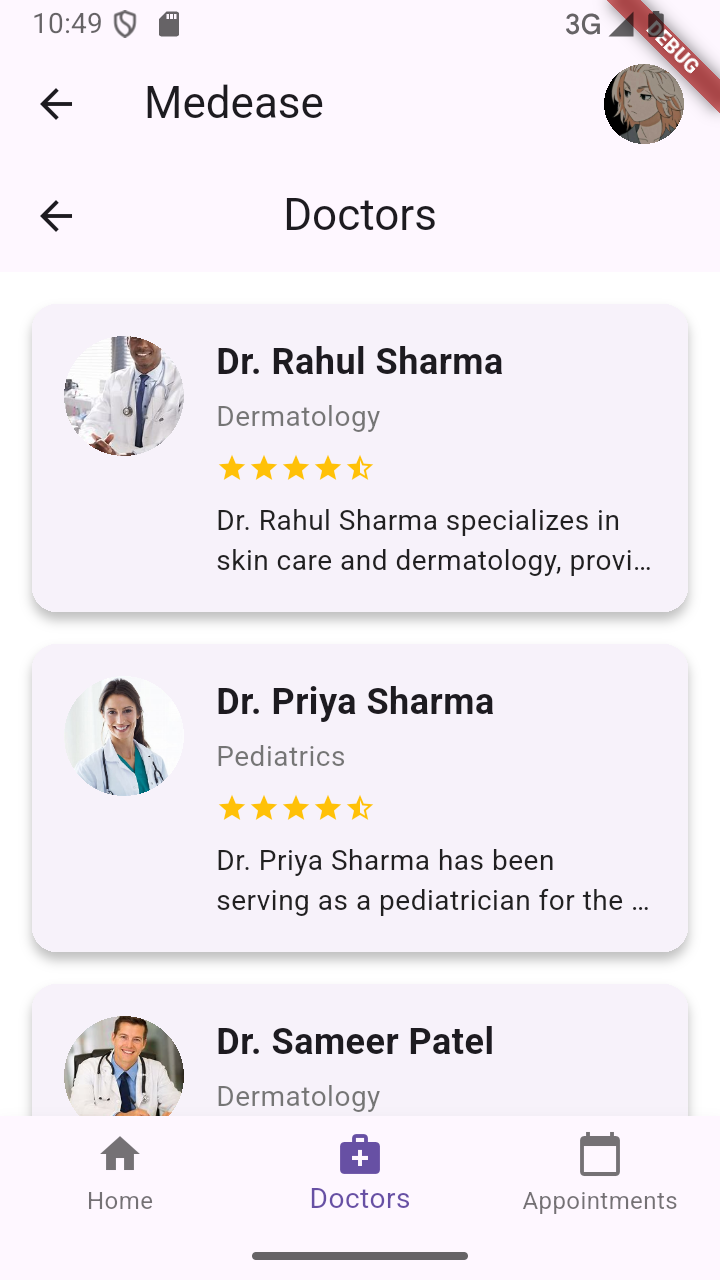 10:49
3G
DEBUG
Medease
Doctors
Dr. Rahul Sharma
Dermatology
Dr. Rahul Sharma specializes in
skin care and dermatology, provi...
Dr. Priya Sharma
Pediatrics
Dr. Priya Sharma has been
serving as a pediatrician for the ...
Dr. Sameer Patel
Dermatology
Home
Doctors
Appointments